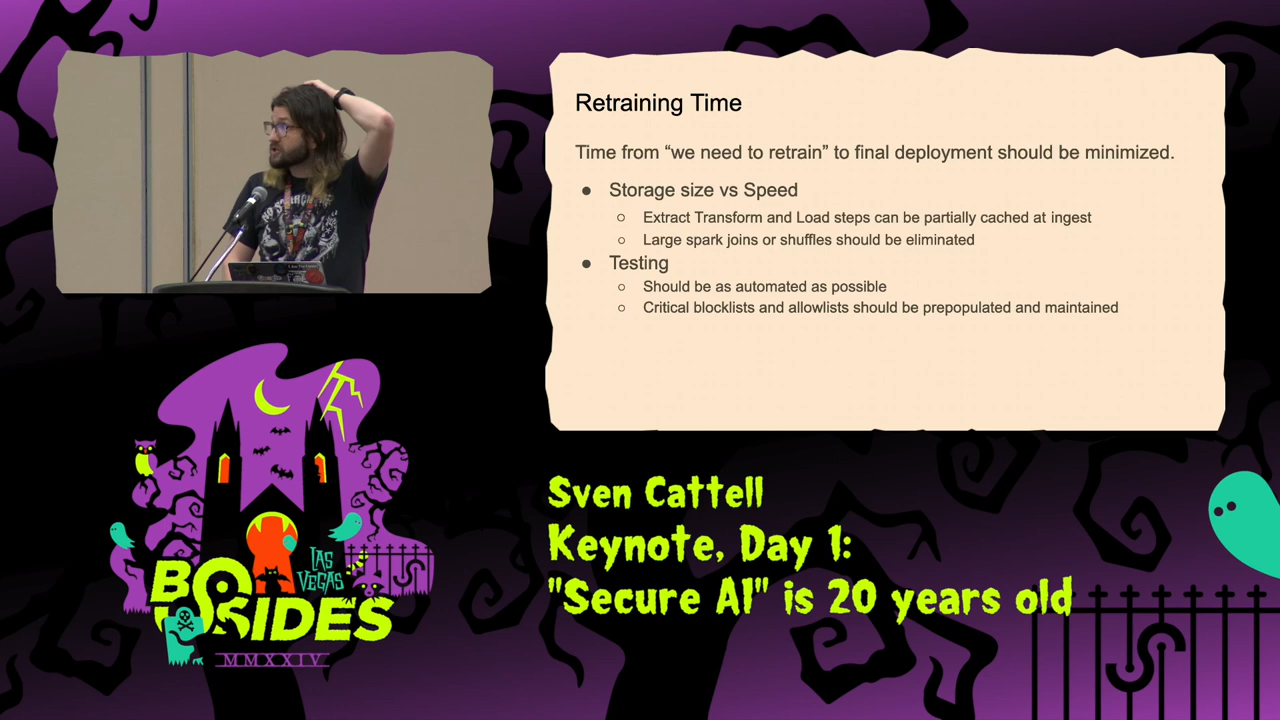 Retraining Time
Time from “we need to retrain” to final deployment should be minimized.
● Storage size vs Speed
○ Extract Transform and Load steps can be partially cached at ingest
○ Large spark joins or shuffles should be eliminated
● Testing
○ Should be as automated as possible
○ Critical blocklists and allowlists should be prepopulated and maintained
LAS
VEGAS
BSIDES
MMXXIV
Sven Cattell
Keynote, Day 1:
"Secure AI" is 20 years old